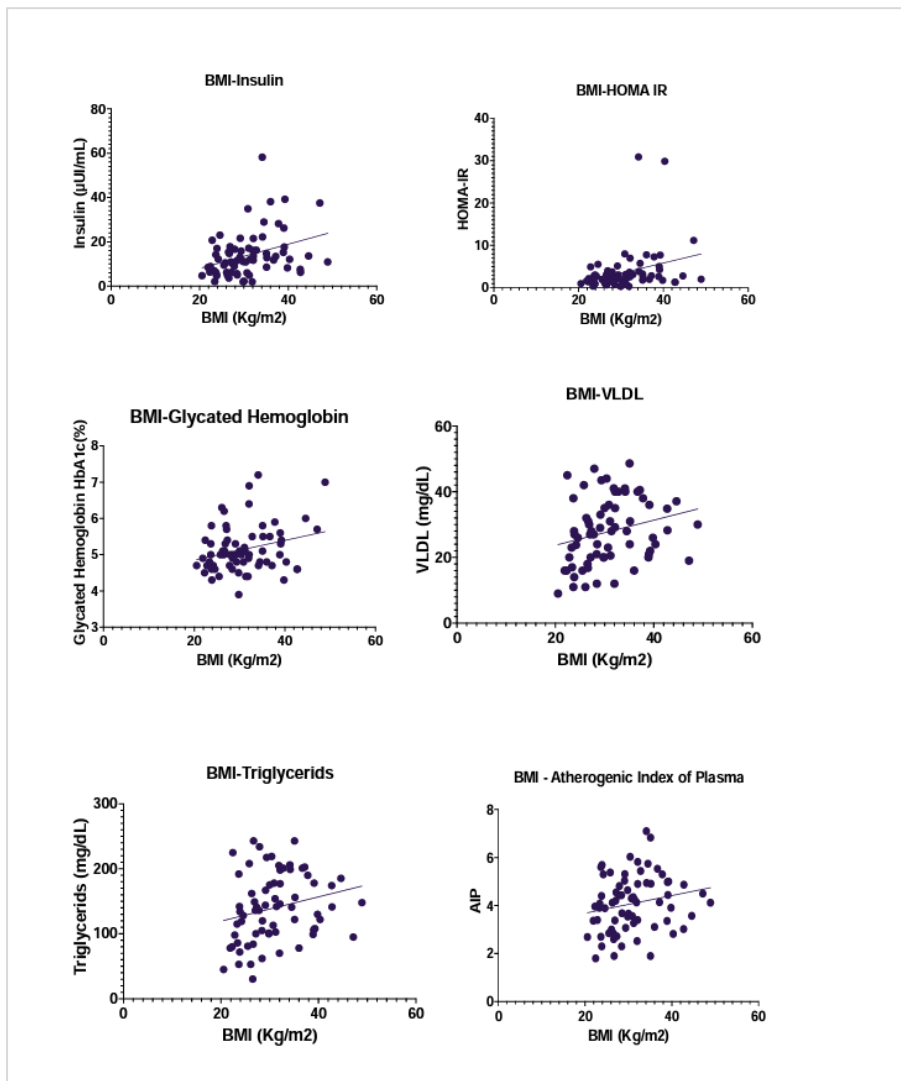 BMI-Insulin
80
60
40
20
0
0 20 40 60
Insulin (µUI/mL)
BMI (Kg/m2)
BMI-HOMA IR
40
30
20
10
0
0 20 40 60
HOMA-IR
BMI (Kg/m2)
BMI-Glycated Hemoglobin
8
7
6
5
4
3
0 20 40 60
Glycated Hemoglobin HbA1c(%)
BMI (Kg/m2)
BMI-VLDL
60
40
20
0
0 20 40 60
VLDL (mg/dL)
BMI (Kg/m2)
BMI-Triglycerids
300
200
100
0
0 20 40 60
Triglycerids (mg/dL)
BMI (Kg/m2)
BMI - Atherogenic Index of Plasma
8
6
4
2
0
0 20 40 60
AIP
BMI (Kg/m2)